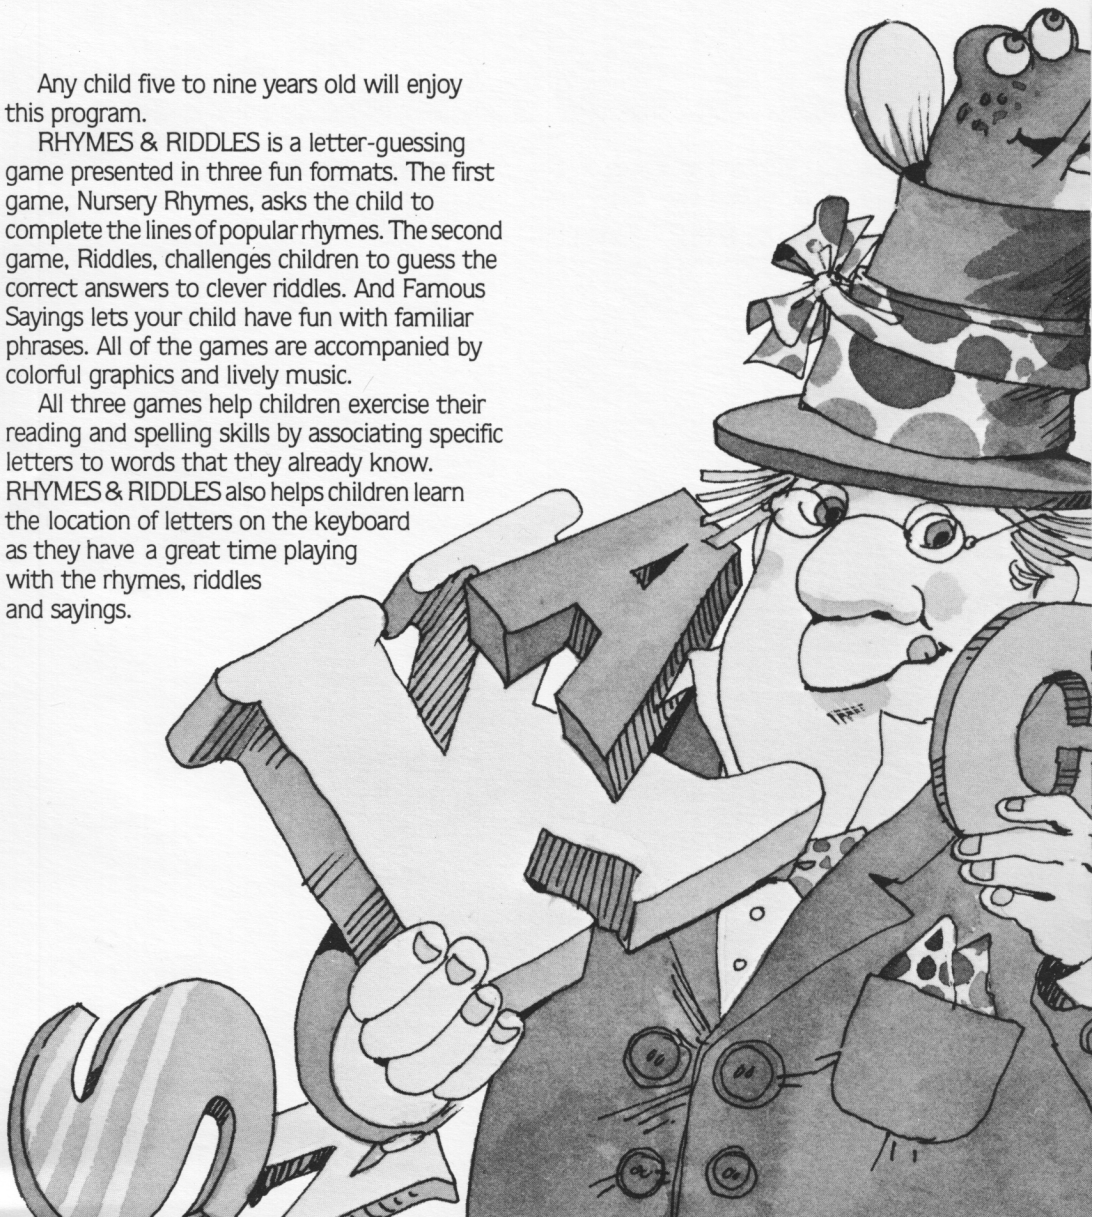 Any child five to nine years old will enjoy
this program.
RHYMES & RIDDLES is a letter-guessing
game presented in three fun formats. The first
game, Nursery Rhymes, asks the child to
complete the lines of popular rhymes. The second
game, Riddles, challenges children to guess the
correct answers to clever riddles. And Famous
Sayings lets your child have fun with familiar
phrases. All of the games are accompanied by
colorful graphics and lively music.
All three games help children exercise their
reading and spelling skills by associating specific
letters to words that they already know.
RHYMES & RIDDLES also helps children learn
the location of letters on the keyboard
as they have a great time playing
with the rhymes, riddles
and sayings.
A
K
G
S